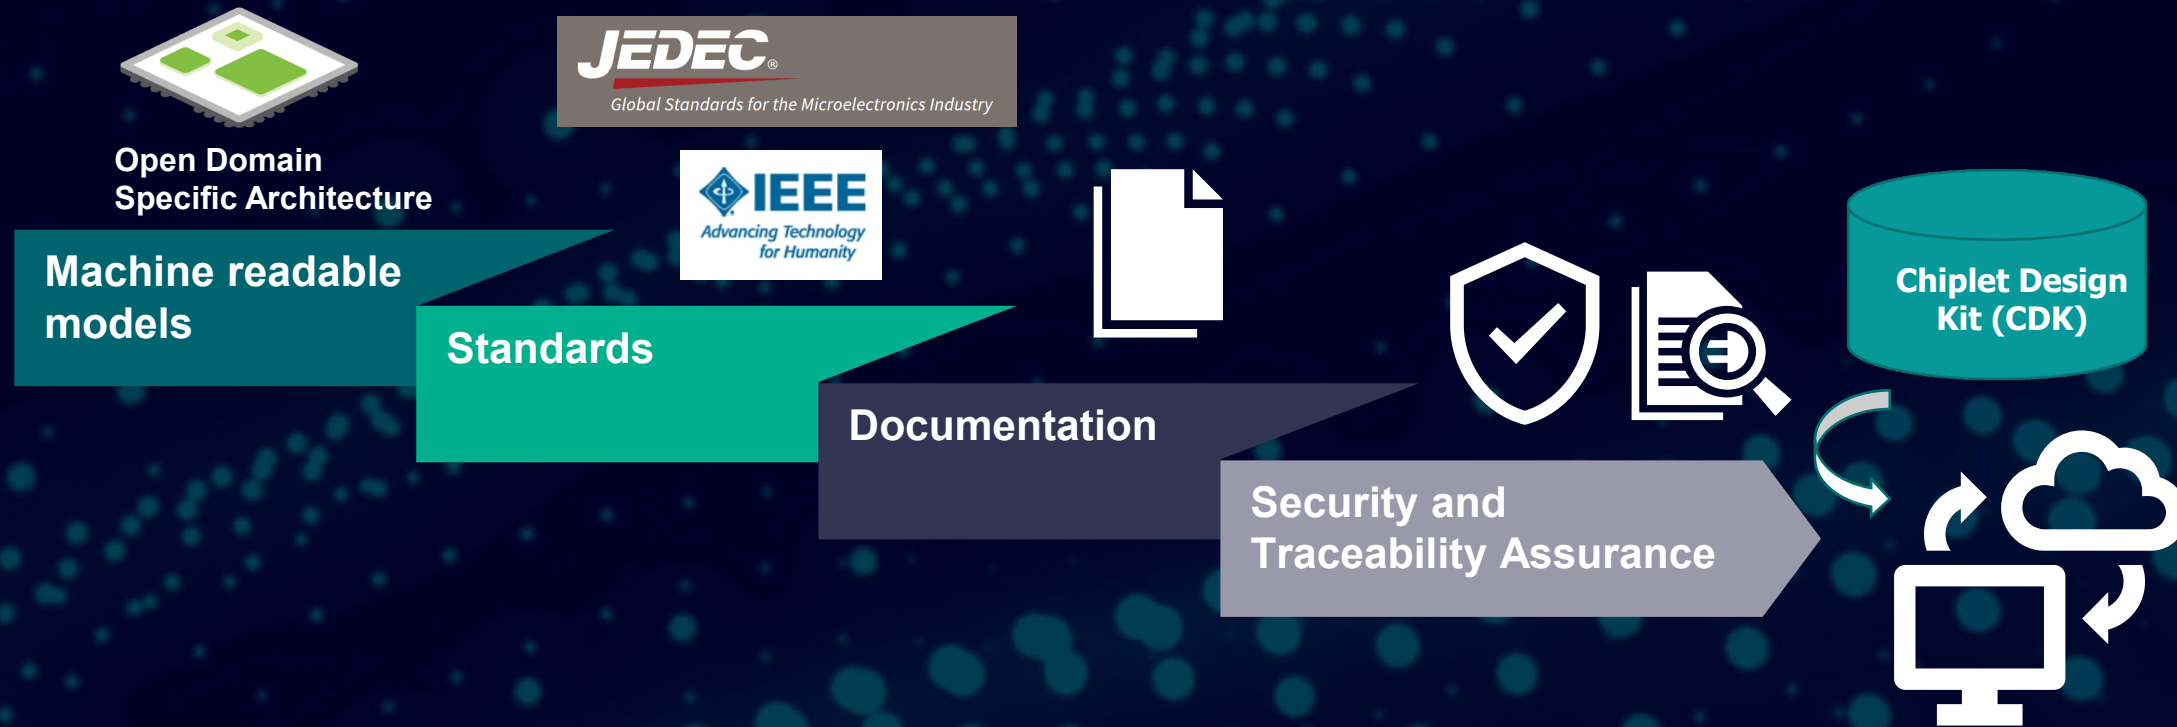 Open Domain
Specific Architecture
JEDEC®
Global Standards for the Microelectronics Industry
IEEE
Advancing Technology
for Humanity
Machine readable
models
Standards
Documentation
Security and
Traceability Assurance
Chiplet Design
Kit (CDK)